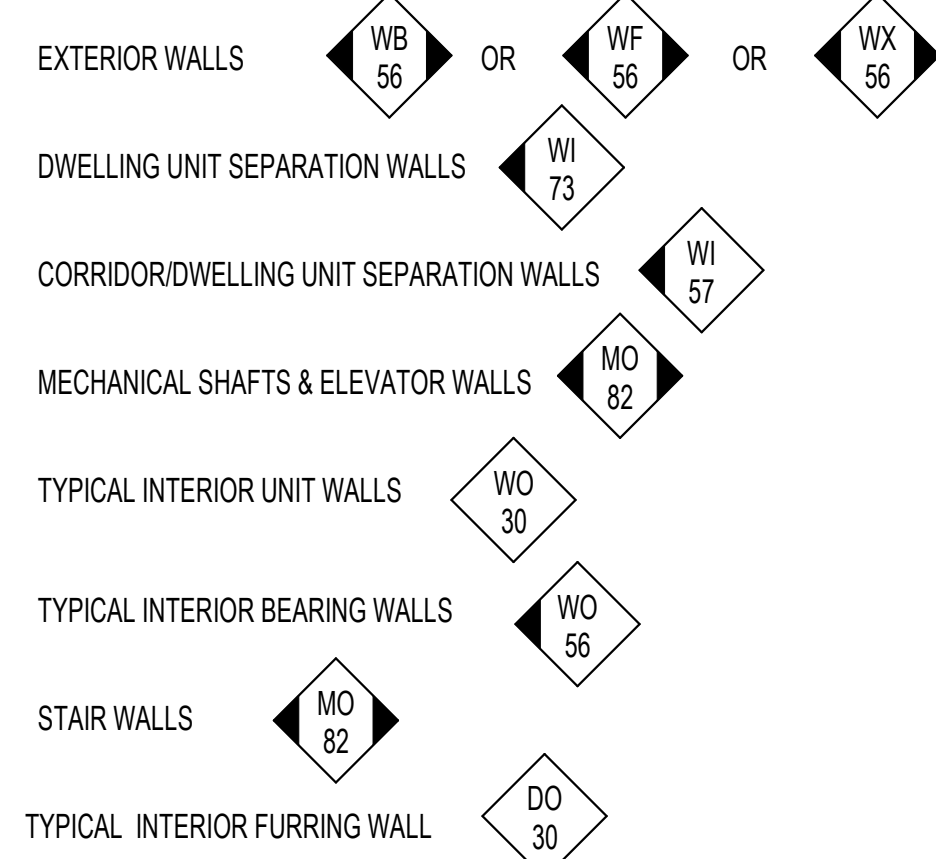 EXTERIOR WALLS WB 56 OR WF 56 OR WX 56
DWELLING UNIT SEPARATION WALLS WI 73
CORRIDOR/DWELLING UNIT SEPARATION WALLS WI 57
MECHANICAL SHAFTS & ELEVATOR WALLS MO 82
TYPICAL INTERIOR UNIT WALLS WO 30
TYPICAL INTERIOR BEARING WALLS WO 56
STAIR WALLS MO 82
TYPICAL INTERIOR FURRING WALL DO 30